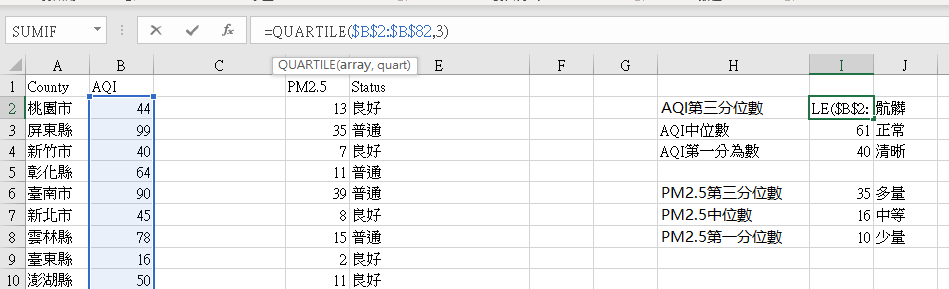 SUMIF
fx
=QUARTILE($B$2:$B$82,3)
QUARTILE(array, quart)
A B C D E F G H I J
1 County AQI PM2.5 Status
2 桃園市 44 13 良好 AQI第三分位數 LE($B$2: 骯髒
3 屏東縣 99 35 普通 AQI中位數 61 正常
4 新竹市 40 7 良好 AQI第一分為數 40 清晰
5 彰化縣 64 11 普通
6 臺南市 90 39 普通 PM2.5第三分位數 35 多量
7 新北市 45 8 良好 PM2.5中位數 16 中等
8 雲林縣 78 15 普通 PM2.5第一分位數 10 少量
9 臺東縣 16 2 良好
10 澎湖縣 50 11 良好